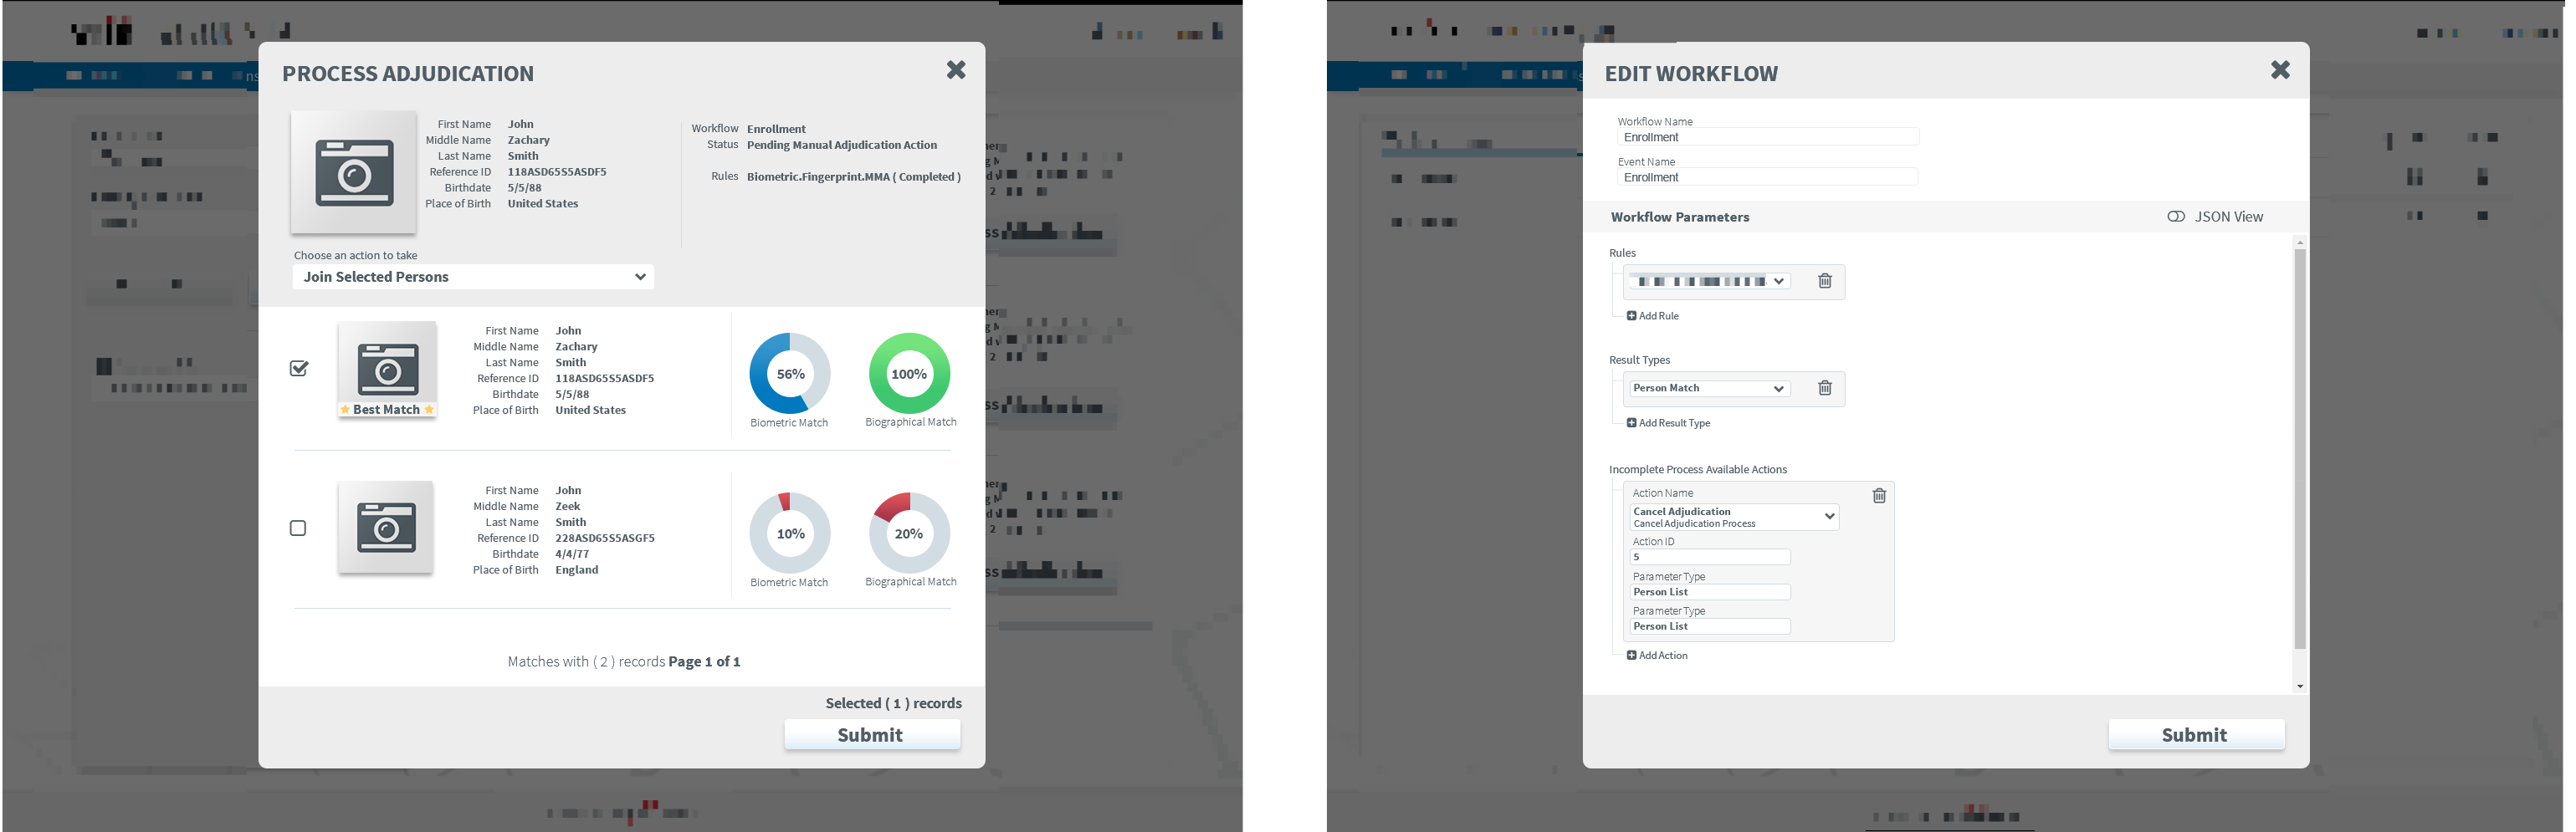 PROCESS ADJUDICATION
First Name John
Middle Name Zachary
Last Name Smith
Reference ID 118ASD65S5ASDF5
Birthdate 5/5/88
Place of Birth United States
Workflow Enrollment
Status Pending Manual Adjudication Action
Rules Biometric.Fingerprint.MMA ( Completed )
Choose an action to take
Join Selected Persons
First Name John
Middle Name Zachary
Last Name Smith
Reference ID 118ASD65S5ASDF5
Birthdate 5/5/88
Place of Birth United States
Best Match
56%
Biometric Match
100%
Biographical Match
First Name John
Middle Name Zeek
Last Name Smith
Reference ID 228ASD65S5ASGF5
Birthdate 4/4/77
Place of Birth England
10%
Biometric Match
20%
Biographical Match
Matches with ( 2 ) records Page 1 of 1
Selected ( 1 ) records
Submit
EDIT WORKFLOW
Workflow Name
Enrollment
Event Name
Enrollment
Workflow Parameters
JSON View
Rules
Add Rule
Result Types
Person Match
Add Result Type
Incomplete Process Available Actions
Action Name
Cancel Adjudication
Cancel Adjudication Process
Action ID
5
Parameter Type
Person List
Parameter Type
Person List
Add Action
Submit